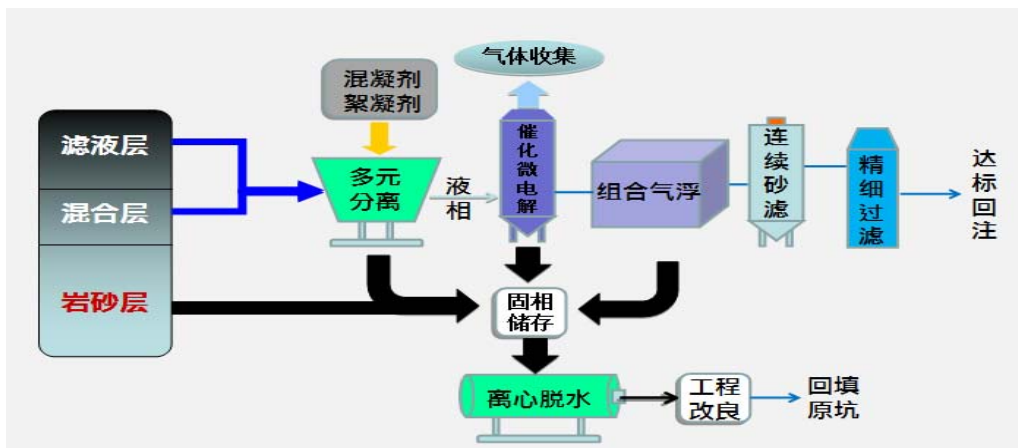 气体收集
混凝剂
絮凝剂
滤液层
混合层
岩砂层
多元
分离
液
相
催
化
微
电
解
组合气浮
连
续
砂
滤
精
细
过
滤
达
标
回
注
固相
储存
离心脱水
工程
改良
回填
原坑